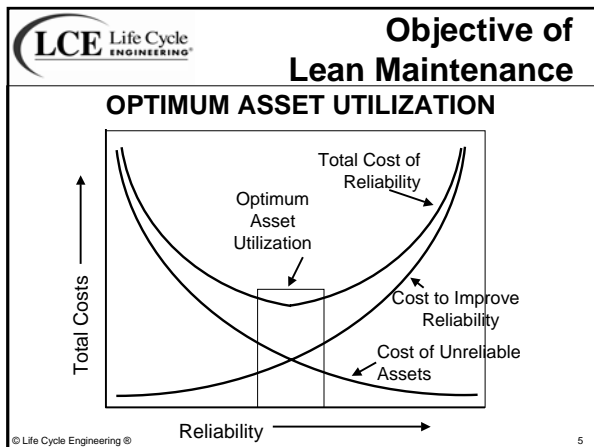 LCE Life Cycle
ENGINEERING®
Objective of
Lean Maintenance
OPTIMUM ASSET UTILIZATION
Total Cost of
Reliability
Optimum
Asset
Utilization
Total Costs
Cost to Improve
Reliability
Cost of Unreliable
Assets
Reliability
© Life Cycle Engineering ®
5